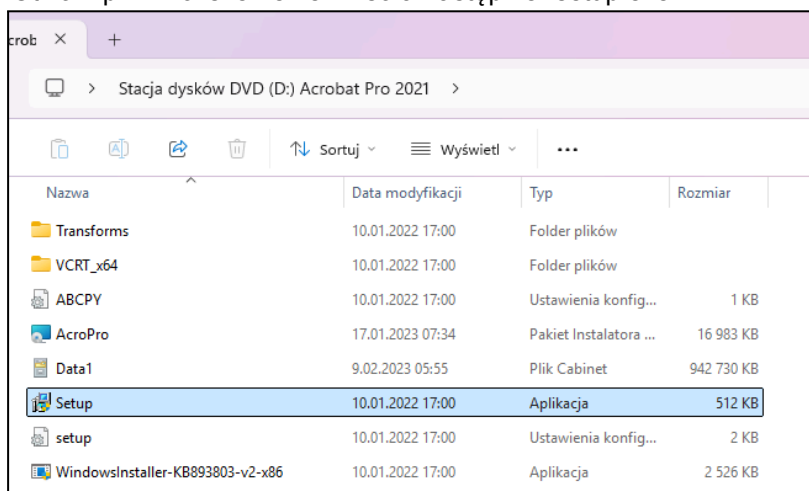 crob × +
> Stacja dysków DVD (D:) Acrobat Pro 2021 >
Sortuj Wyświetl ...
Nazwa Data modyfikacji Typ Rozmiar
Transforms 10.01.2022 17:00 Folder plików
VCRT_x64 10.01.2022 17:00 Folder plików
ABCPY 10.01.2022 17:00 Ustawienia konfig... 1 KB
AcroPro 17.01.2023 07:34 Pakiet Instalatora ... 16 983 KB
Data1 9.02.2023 05:55 Plik Cabinet 942 730 KB
Setup 10.01.2022 17:00 Aplikacja 512 KB
setup 10.01.2022 17:00 Ustawienia konfig... 2 KB
WindowsInstaller-KB893803-v2-x86 10.01.2022 17:00 Aplikacja 2 526 KB